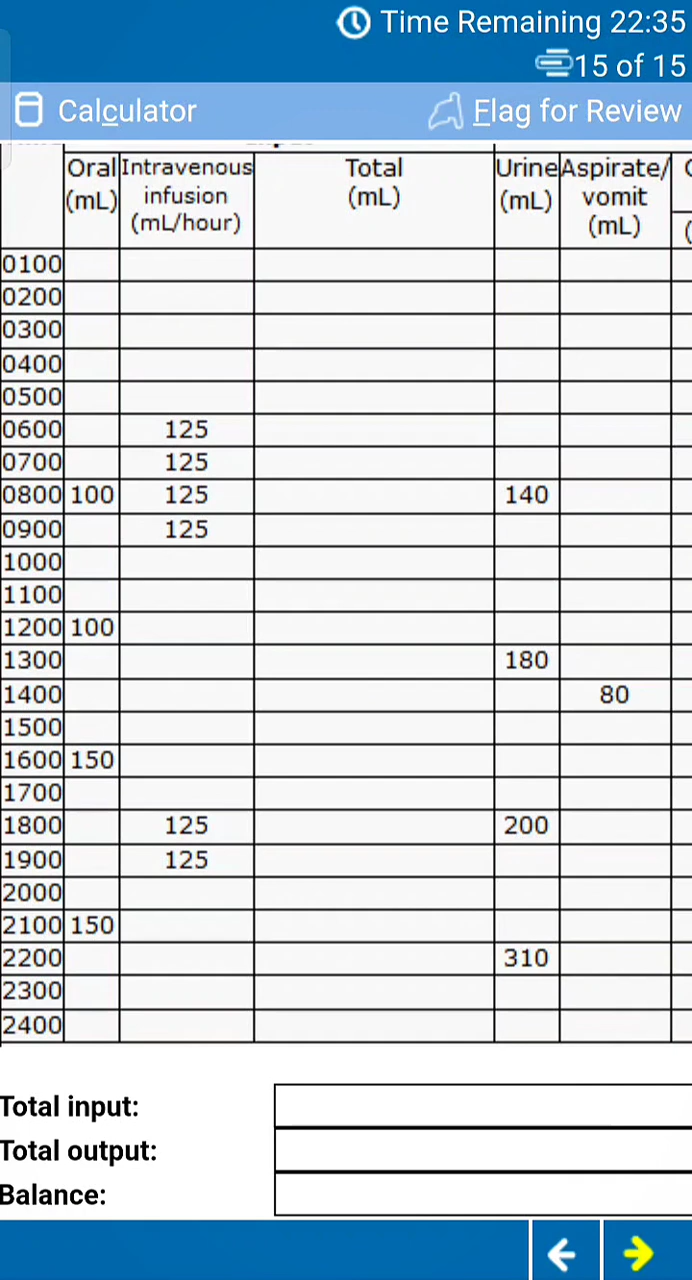 Time Remaining 22:35
15 of 15
Calculator Flag for Review
Oral Intravenous Total Urine Aspirate/
(mL) infusion (mL) (mL) vomit
(mL/hour) (mL)
0100
0200
0300
0400
0500
0600 125
0700 125
0800 100 125 140
0900 125
1000
1100
1200 100
1300 180
1400 80
1500
1600 150
1700
1800 125 200
1900 125
2000
2100 150
2200 310
2300
2400
Total input:
Total output:
Balance: